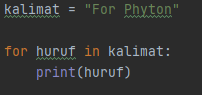 kalimat = "For Phyton"
for huruf in kalimat:
    print(huruf)